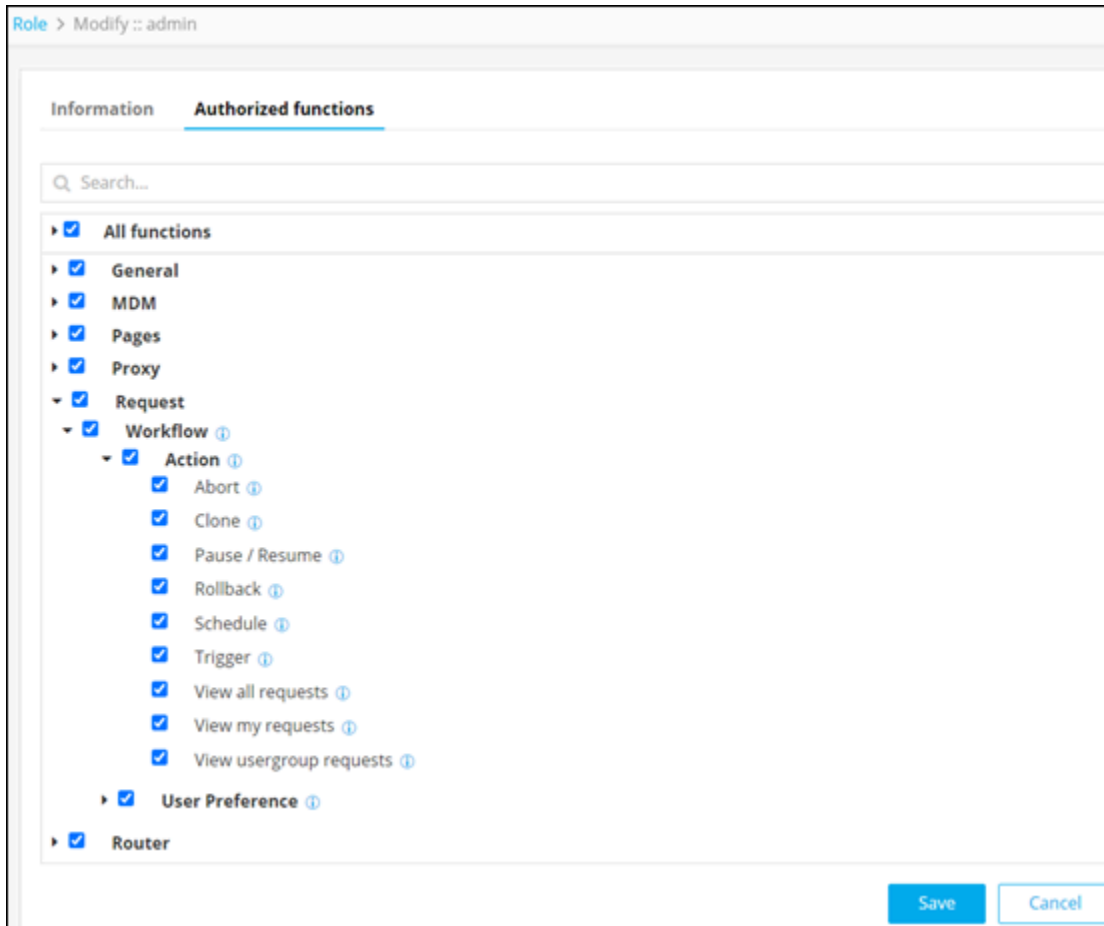 Role > Modify :: admin
Information Authorized functions
Search...
All functions
General
MDM
Pages
Proxy
Request
Workflow
Action
Abort
Clone
Pause / Resume
Rollback
Schedule
Trigger
View all requests
View my requests
View usergroup requests
User Preference
Router
Save Cancel